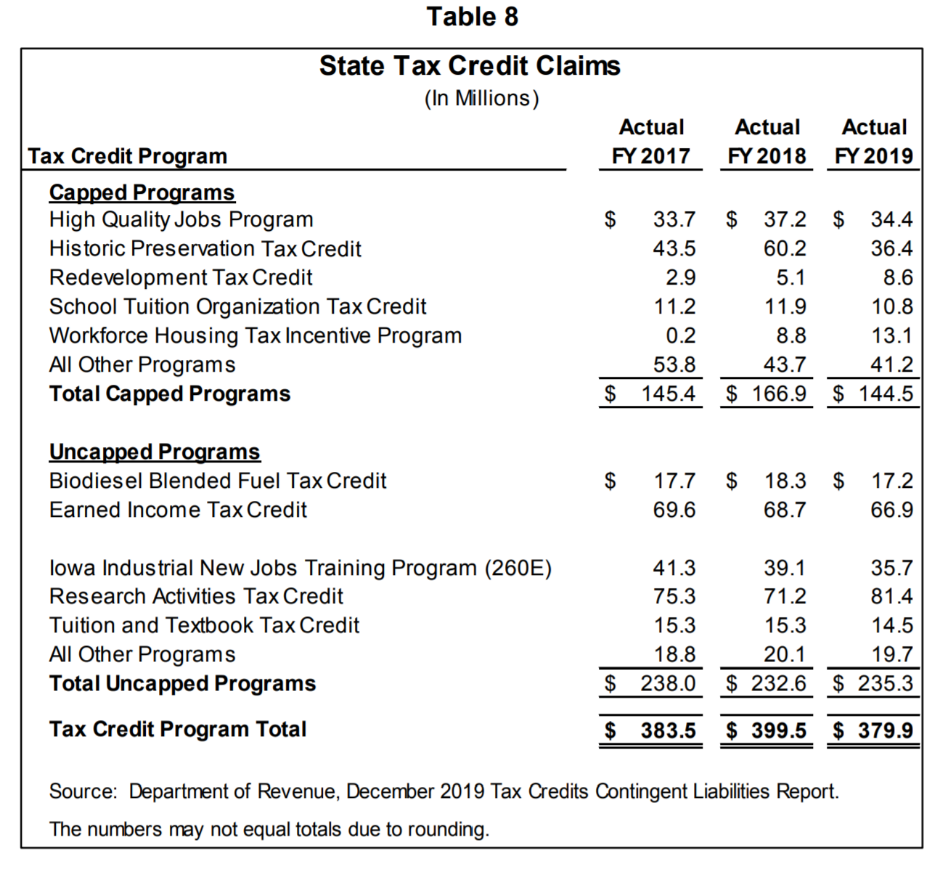 Table 8
State Tax Credit Claims
(In Millions)
Actual Actual Actual
Tax Credit Program FY 2017 FY 2018 FY 2019
Capped Programs
High Quality Jobs Program $ 33.7 $ 37.2 $ 34.4
Historic Preservation Tax Credit 43.5 60.2 36.4
Redevelopment Tax Credit 2.9 5.1 8.6
School Tuition Organization Tax Credit 11.2 11.9 10.8
Workforce Housing Tax Incentive Program 0.2 8.8 13.1
All Other Programs 53.8 43.7 41.2
Total Capped Programs $ 145.4 $ 166.9 $ 144.5
Uncapped Programs
Biodiesel Blended Fuel Tax Credit $ 17.7 $ 18.3 $ 17.2
Earned Income Tax Credit 69.6 68.7 66.9
Iowa Industrial New Jobs Training Program (260E) 41.3 39.1 35.7
Research Activities Tax Credit 75.3 71.2 81.4
Tuition and Textbook Tax Credit 15.3 15.3 14.5
All Other Programs 18.8 20.1 19.7
Total Uncapped Programs $ 238.0 $ 232.6 $ 235.3
Tax Credit Program Total $ 383.5 $ 399.5 $ 379.9
Source: Department of Revenue, December 2019 Tax Credits Contingent Liabilities Report.
The numbers may not equal totals due to rounding.